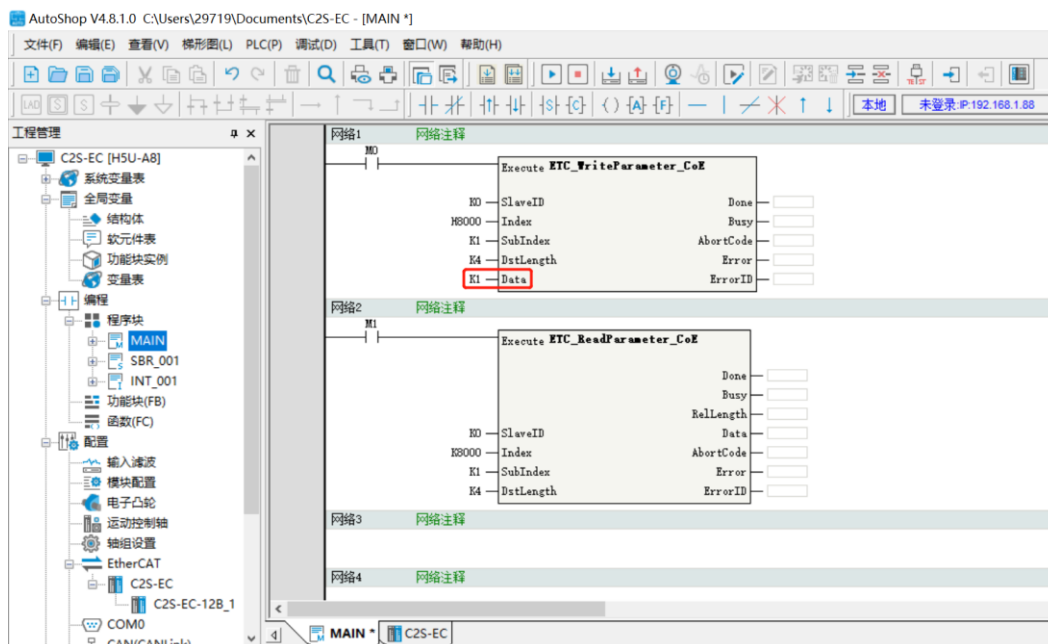 AutoShop V4.8.1.0 C:\Users\29719\Documents\C2S-EC - [MAIN *]
文件(F) 编辑(E) 查看(V) 梯形图(L) PLC(P) 调试(D) 工具(T) 窗口(W) 帮助(H)
本地 未登录:IP:192.168.1.88
工程管理
C2S-EC [H5U-A8]
系统变量表
全局变量
结构体
软元件表
功能块实例
变量表
编程
程序块
MAIN
SBR_001
INT_001
功能块(FB)
函数(FC)
配置
输入滤波
模块配置
电子凸轮
运动控制轴
轴组设置
EtherCAT
C2S-EC
C2S-EC-12B_1
COM0
CAN(CANLink)
网络1 网络注释
M0
Execute ETC_WriteParameter_CoE
K0 SlaveID Done
H8000 Index Busy
K1 SubIndex AbortCode
K4 DstLength Error
K1 Data ErrorID
网络2 网络注释
M1
Execute ETC_ReadParameter_CoE
Done
Busy
RelLength
K0 SlaveID Data
K8000 Index AbortCode
K1 SubIndex Error
K4 DstLength ErrorID
网络3 网络注释
网络4 网络注释
MAIN * C2S-EC